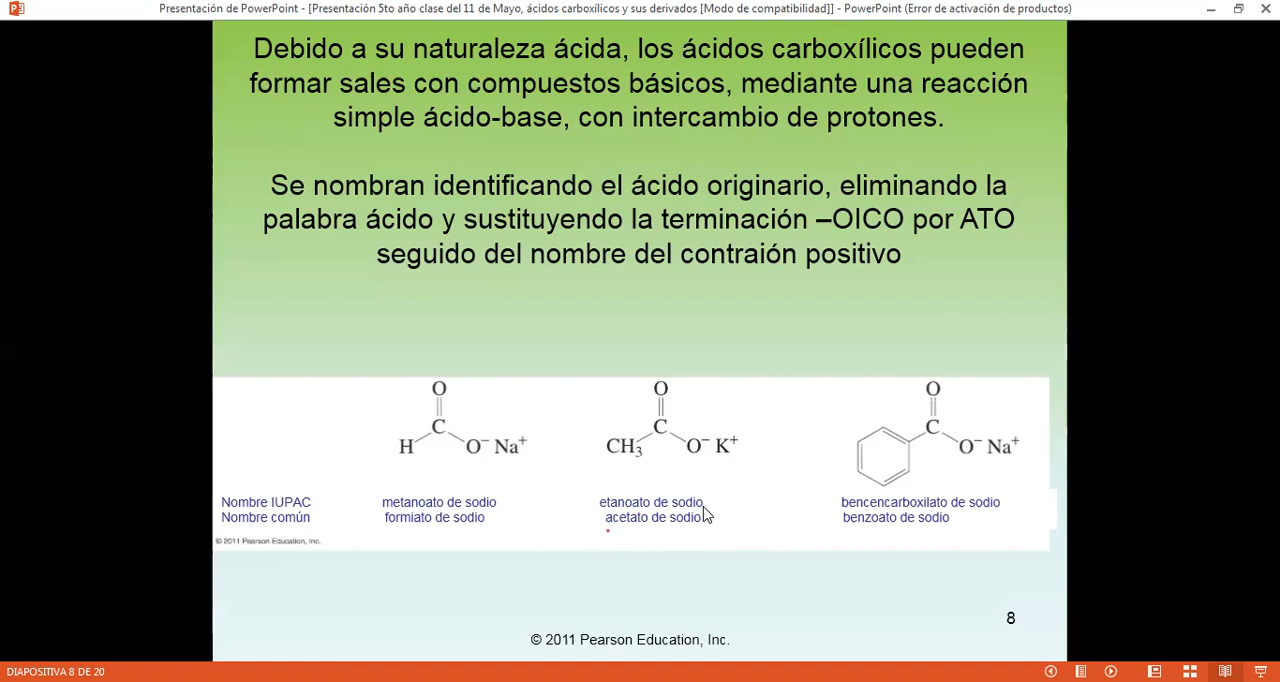 Presentación de PowerPoint - [Presentación 5to año clase del 11 de Mayo, ácidos carboxílicos y sus derivados [Modo de compatibilidad]] - PowerPoint (Error de activación de productos)
Debido a su naturaleza ácida, los ácidos carboxílicos pueden
formar sales con compuestos básicos, mediante una reacción
simple ácido-base, con intercambio de protones.
Se nombran identificando el ácido originario, eliminando la
palabra ácido y sustituyendo la terminación –OICO por ATO
seguido del nombre del contraión positivo
O O O
C C C
H O⁻ Na⁺ CH₃ O⁻ K⁺ O⁻ Na⁺
Nombre IUPAC metanoato de sodio etanoato de sodio bencencarboxilato de sodio
Nombre común formiato de sodio acetato de sodio benzoato de sodio
© 2011 Pearson Education, Inc.
8
© 2011 Pearson Education, Inc.
DIAPOSITIVA 8 DE 20